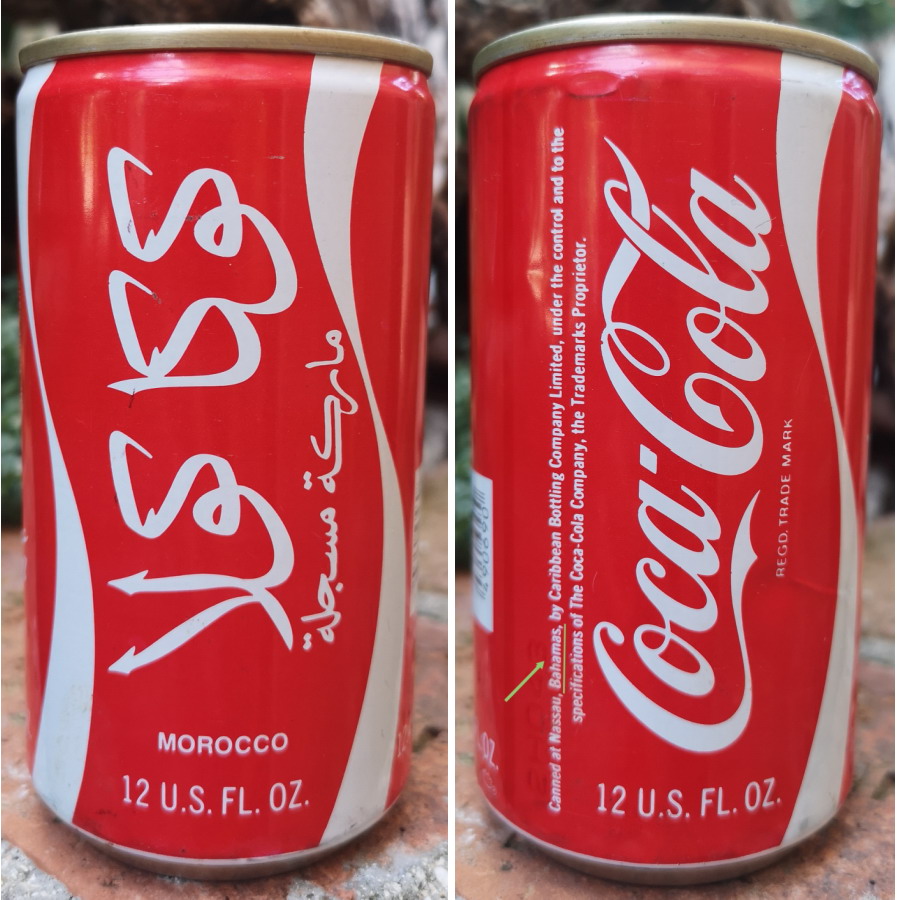 كوكا كولا
ماركة مسجلة
MOROCCO
12 U.S. FL. OZ.
Canned at Nassau, Bahamas, by Caribbean Bottling Company Limited, under the control and to the
specifications of The Coca-Cola Company, the Trademarks Proprietor.
Coca-Cola
REGD. TRADE MARK
OZ.
12 U.S. FL. OZ.